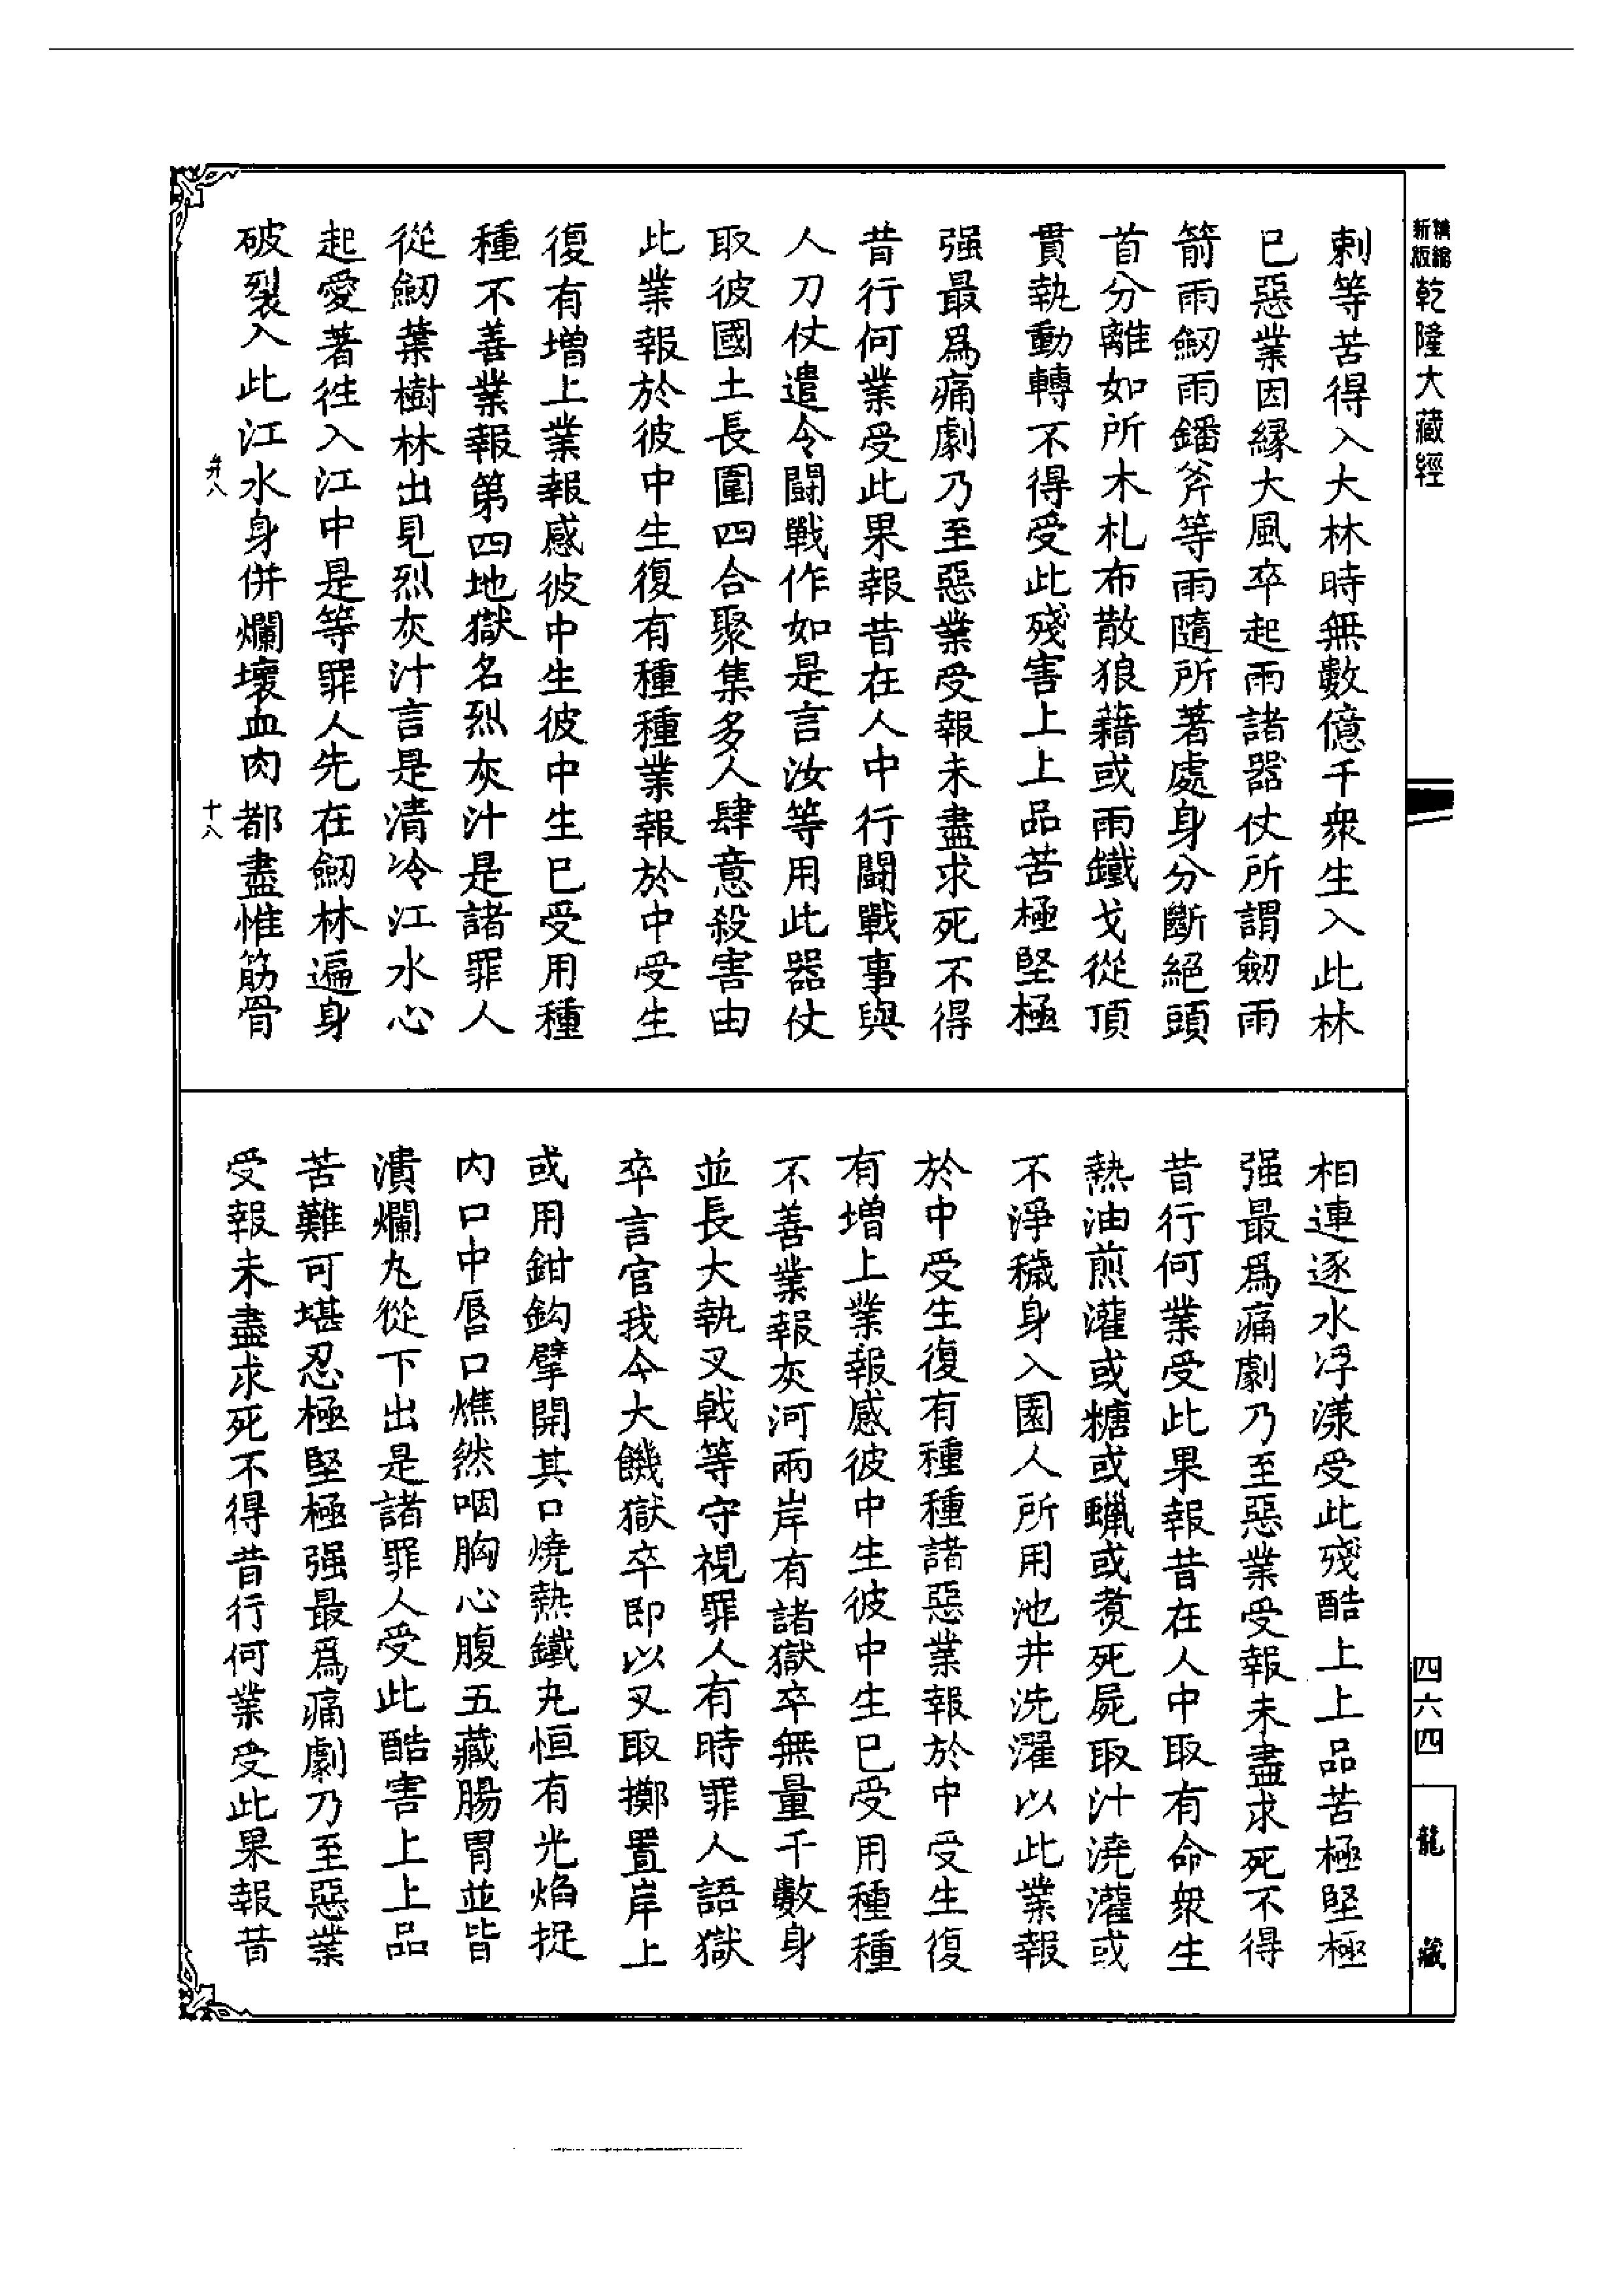 精縮新版乾隆大藏經
刺等苦得入大林時無數億千衆生入此林
已惡業因緣大風卒起雨諸器仗所謂劒雨
箭雨劒雨鐇斧等雨隨所著處身分斷絕頭
首分離如所木札布散狼藉或雨鐵戈從頂
貫執動轉不得受此殘害上上品苦極堅極
强最爲痛劇乃至惡業受報未盡求死不得
昔行何業受此果報昔在人中行鬪戰事與
人刀仗遣令鬪戰作如是言汝等用此器仗
取彼國土長圍四合聚集多人肆意殺害由
此業報於彼中生復有種種業報於中受生
復有增上業報感彼中生彼中生已受用種
種不善業報第四地獄名烈灰汁是諸罪人
從劒葉樹林出見烈灰汁言是清冷江水心
起愛著徃入江中是等罪人先在劒林遍身
破裂入此江水身併爛壞血肉都盡惟筋骨
弁八
十八
相連逐水浮漾受此殘酷上上品苦極堅極
强最爲痛劇乃至惡業受報未盡求死不得
昔行何業受此果報昔在人中取有命衆生
熱油煎灌或糖或蠟或煑死屍取汁澆灌或
不淨穢身入園人所用池井洗濯以此業報
於中受生復有種種諸惡業報於中受生復
有增上業報感彼中生彼中生已受用種種
不善業報灰河兩岸有諸獄卒無量千數身
並長大執叉戟等守視罪人有時罪人語獄
卒言官我今大饑獄卒即以叉取擲置岸上
或用鉗鈎擘開其口燒熱鐵丸恒有光焰捉
内口中脣口燋然咽胸心腹五藏腸胃並皆
潰爛丸從下出是諸罪人受此酷害上上品
苦難可堪忍極堅極强最爲痛劇乃至惡業
受報未盡求死不得昔行何業受此果報昔
四六四
龍藏